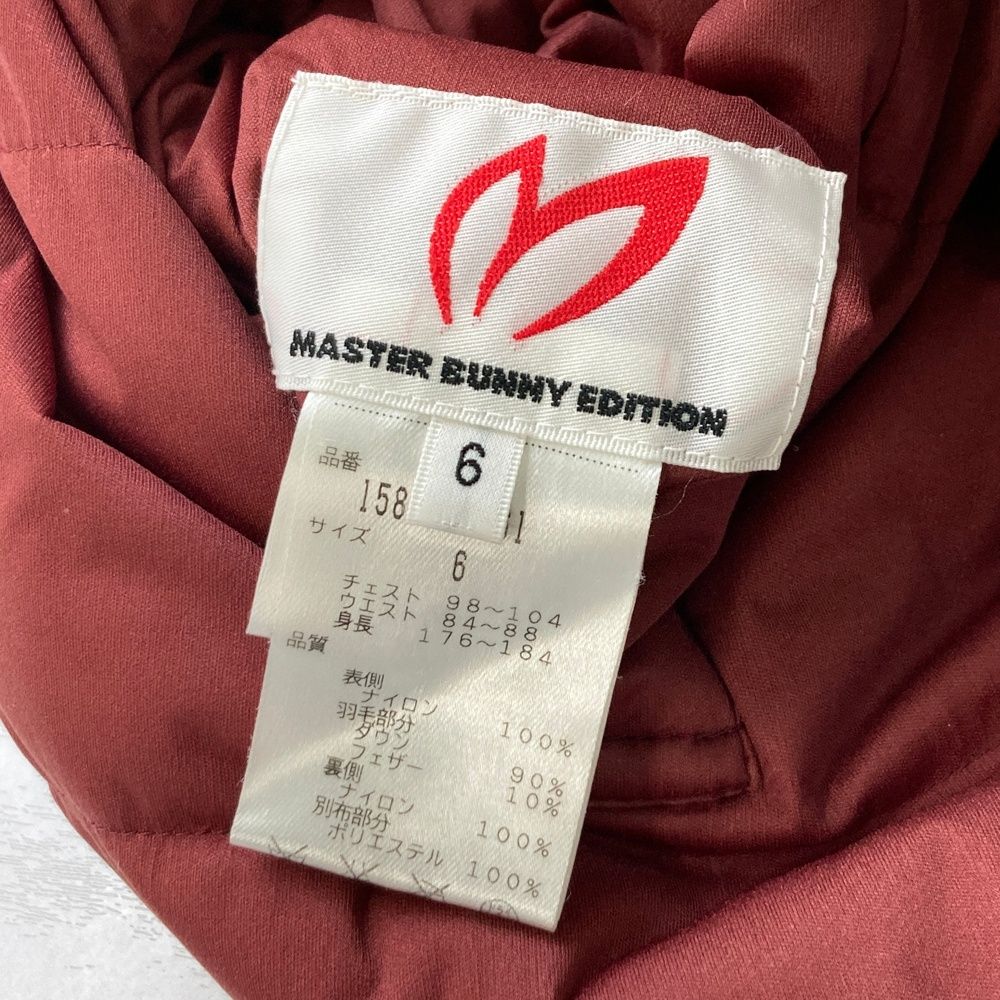 MASTER BUNNY EDITION
6
品番
158
サイズ
6
チェスト 98~104
ウエスト 84~88
身長 176~184
品質
表側
ナイロン 100%
羽毛部分
ダウン 90%
フェザー 10%
裏側
ナイロン 100%
別布部分
ポリエステル 100%